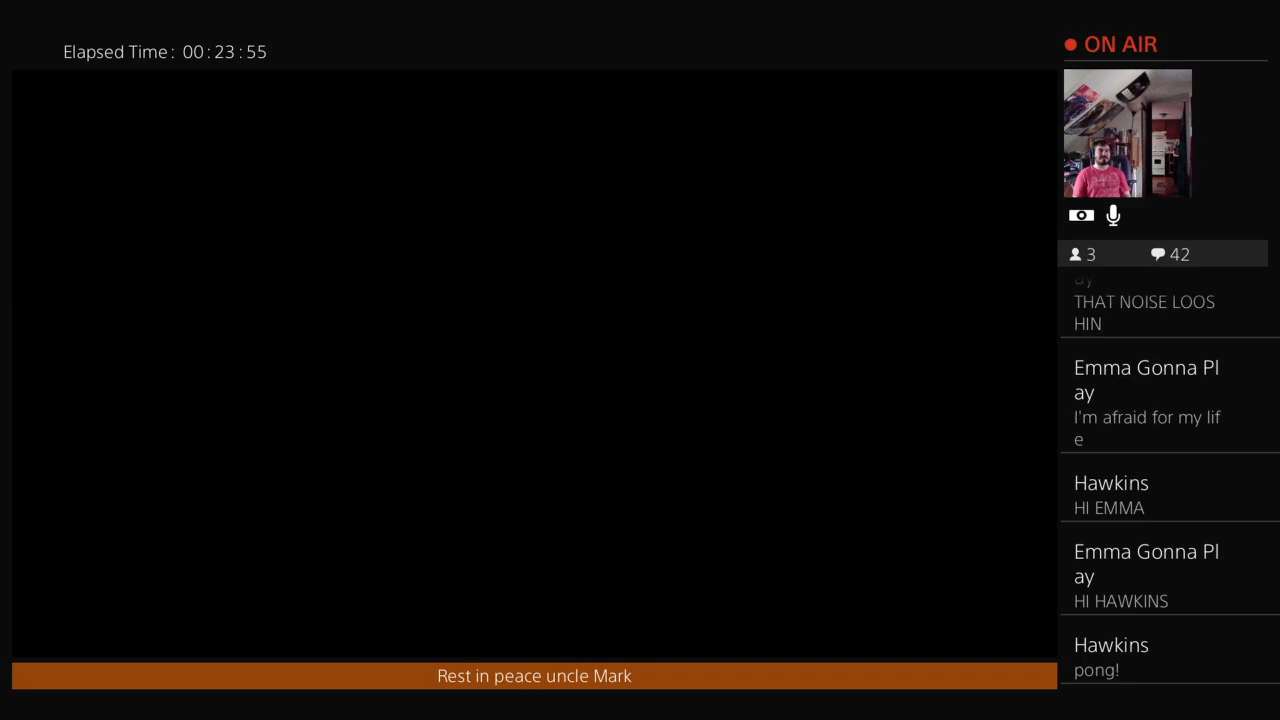 Elapsed Time: 00:23:55
ON AIR
3 42
ay
THAT NOISE LOOS
HIN
Emma Gonna Pl
ay
I'm afraid for my lif
e
Hawkins
HI EMMA
Emma Gonna Pl
ay
HI HAWKINS
Hawkins
pong!
Rest in peace uncle Mark